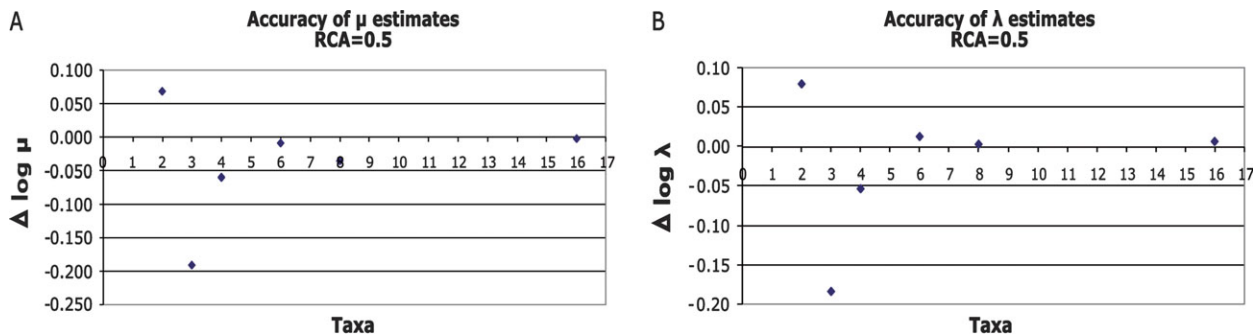 A
Accuracy of μ estimates
RCA=0.5
0.100
0.050
0.000
-0.050
-0.100
-0.150
-0.200
-0.250
0 1 2 3 4 5 6 7 8 9 10 11 12 13 14 15 16 17
Δ log μ
Taxa
B
Accuracy of λ estimates
RCA=0.5
0.10
0.05
0.00
-0.05
-0.10
-0.15
-0.20
0 1 2 3 4 5 6 7 8 9 10 11 12 13 14 15 16 17
Δ log λ
Taxa